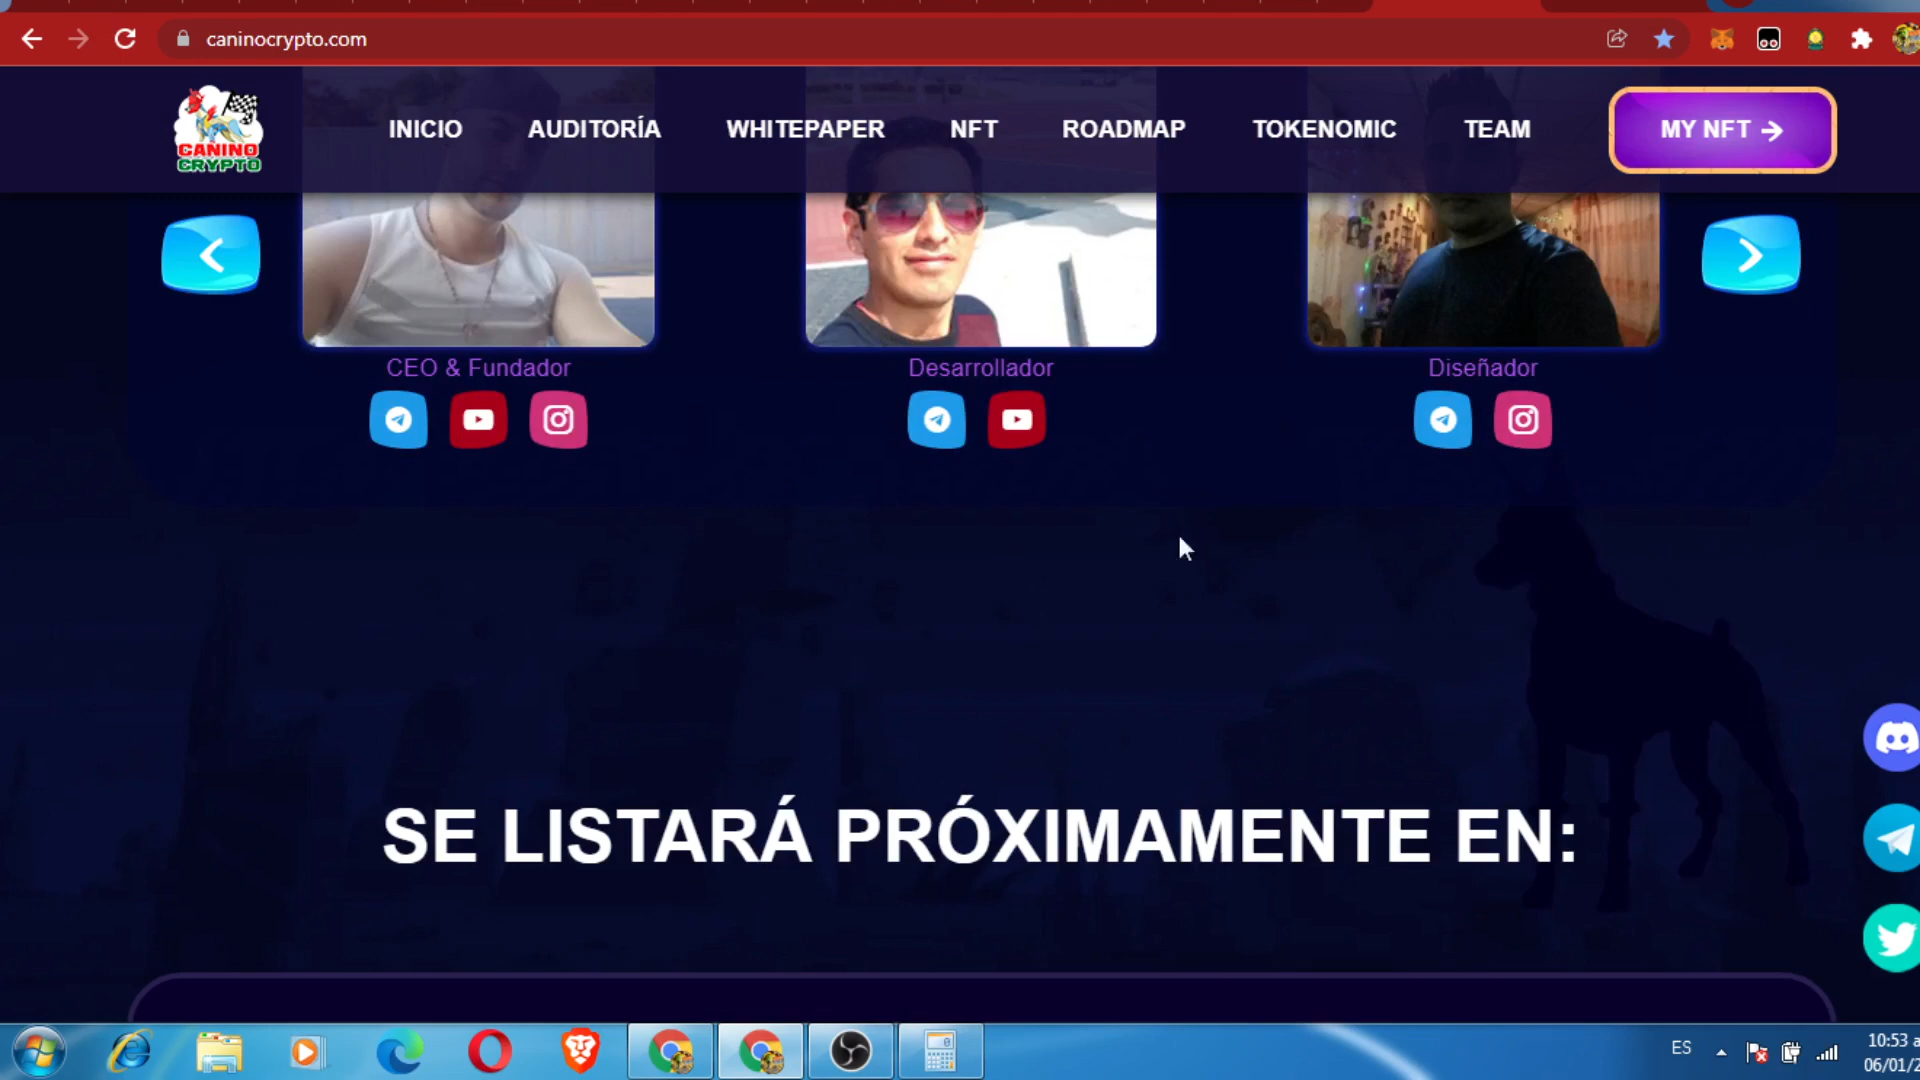 caninocrypto.com
CANINO
CRYPTO
INICIO
AUDITORÍA
WHITEPAPER
NFT
ROADMAP
TOKENOMIC
TEAM
MY NFT →
CEO & Fundador
Desarrollador
Diseñador
SE LISTARÁ PRÓXIMAMENTE EN:
ES
10:53 a
06/01/2